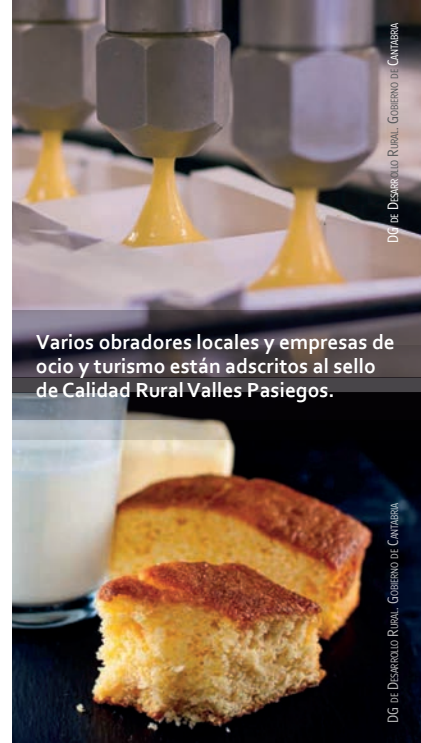 DG DE DESARROLLO RURAL. GOBIERNO DE CANTABRIA
Varios obradores locales y empresas de
ocio y turismo están adscritos al sello
de Calidad Rural Valles Pasiegos.
DG DE DESARROLLO RURAL. GOBIERNO DE CANTABRIA